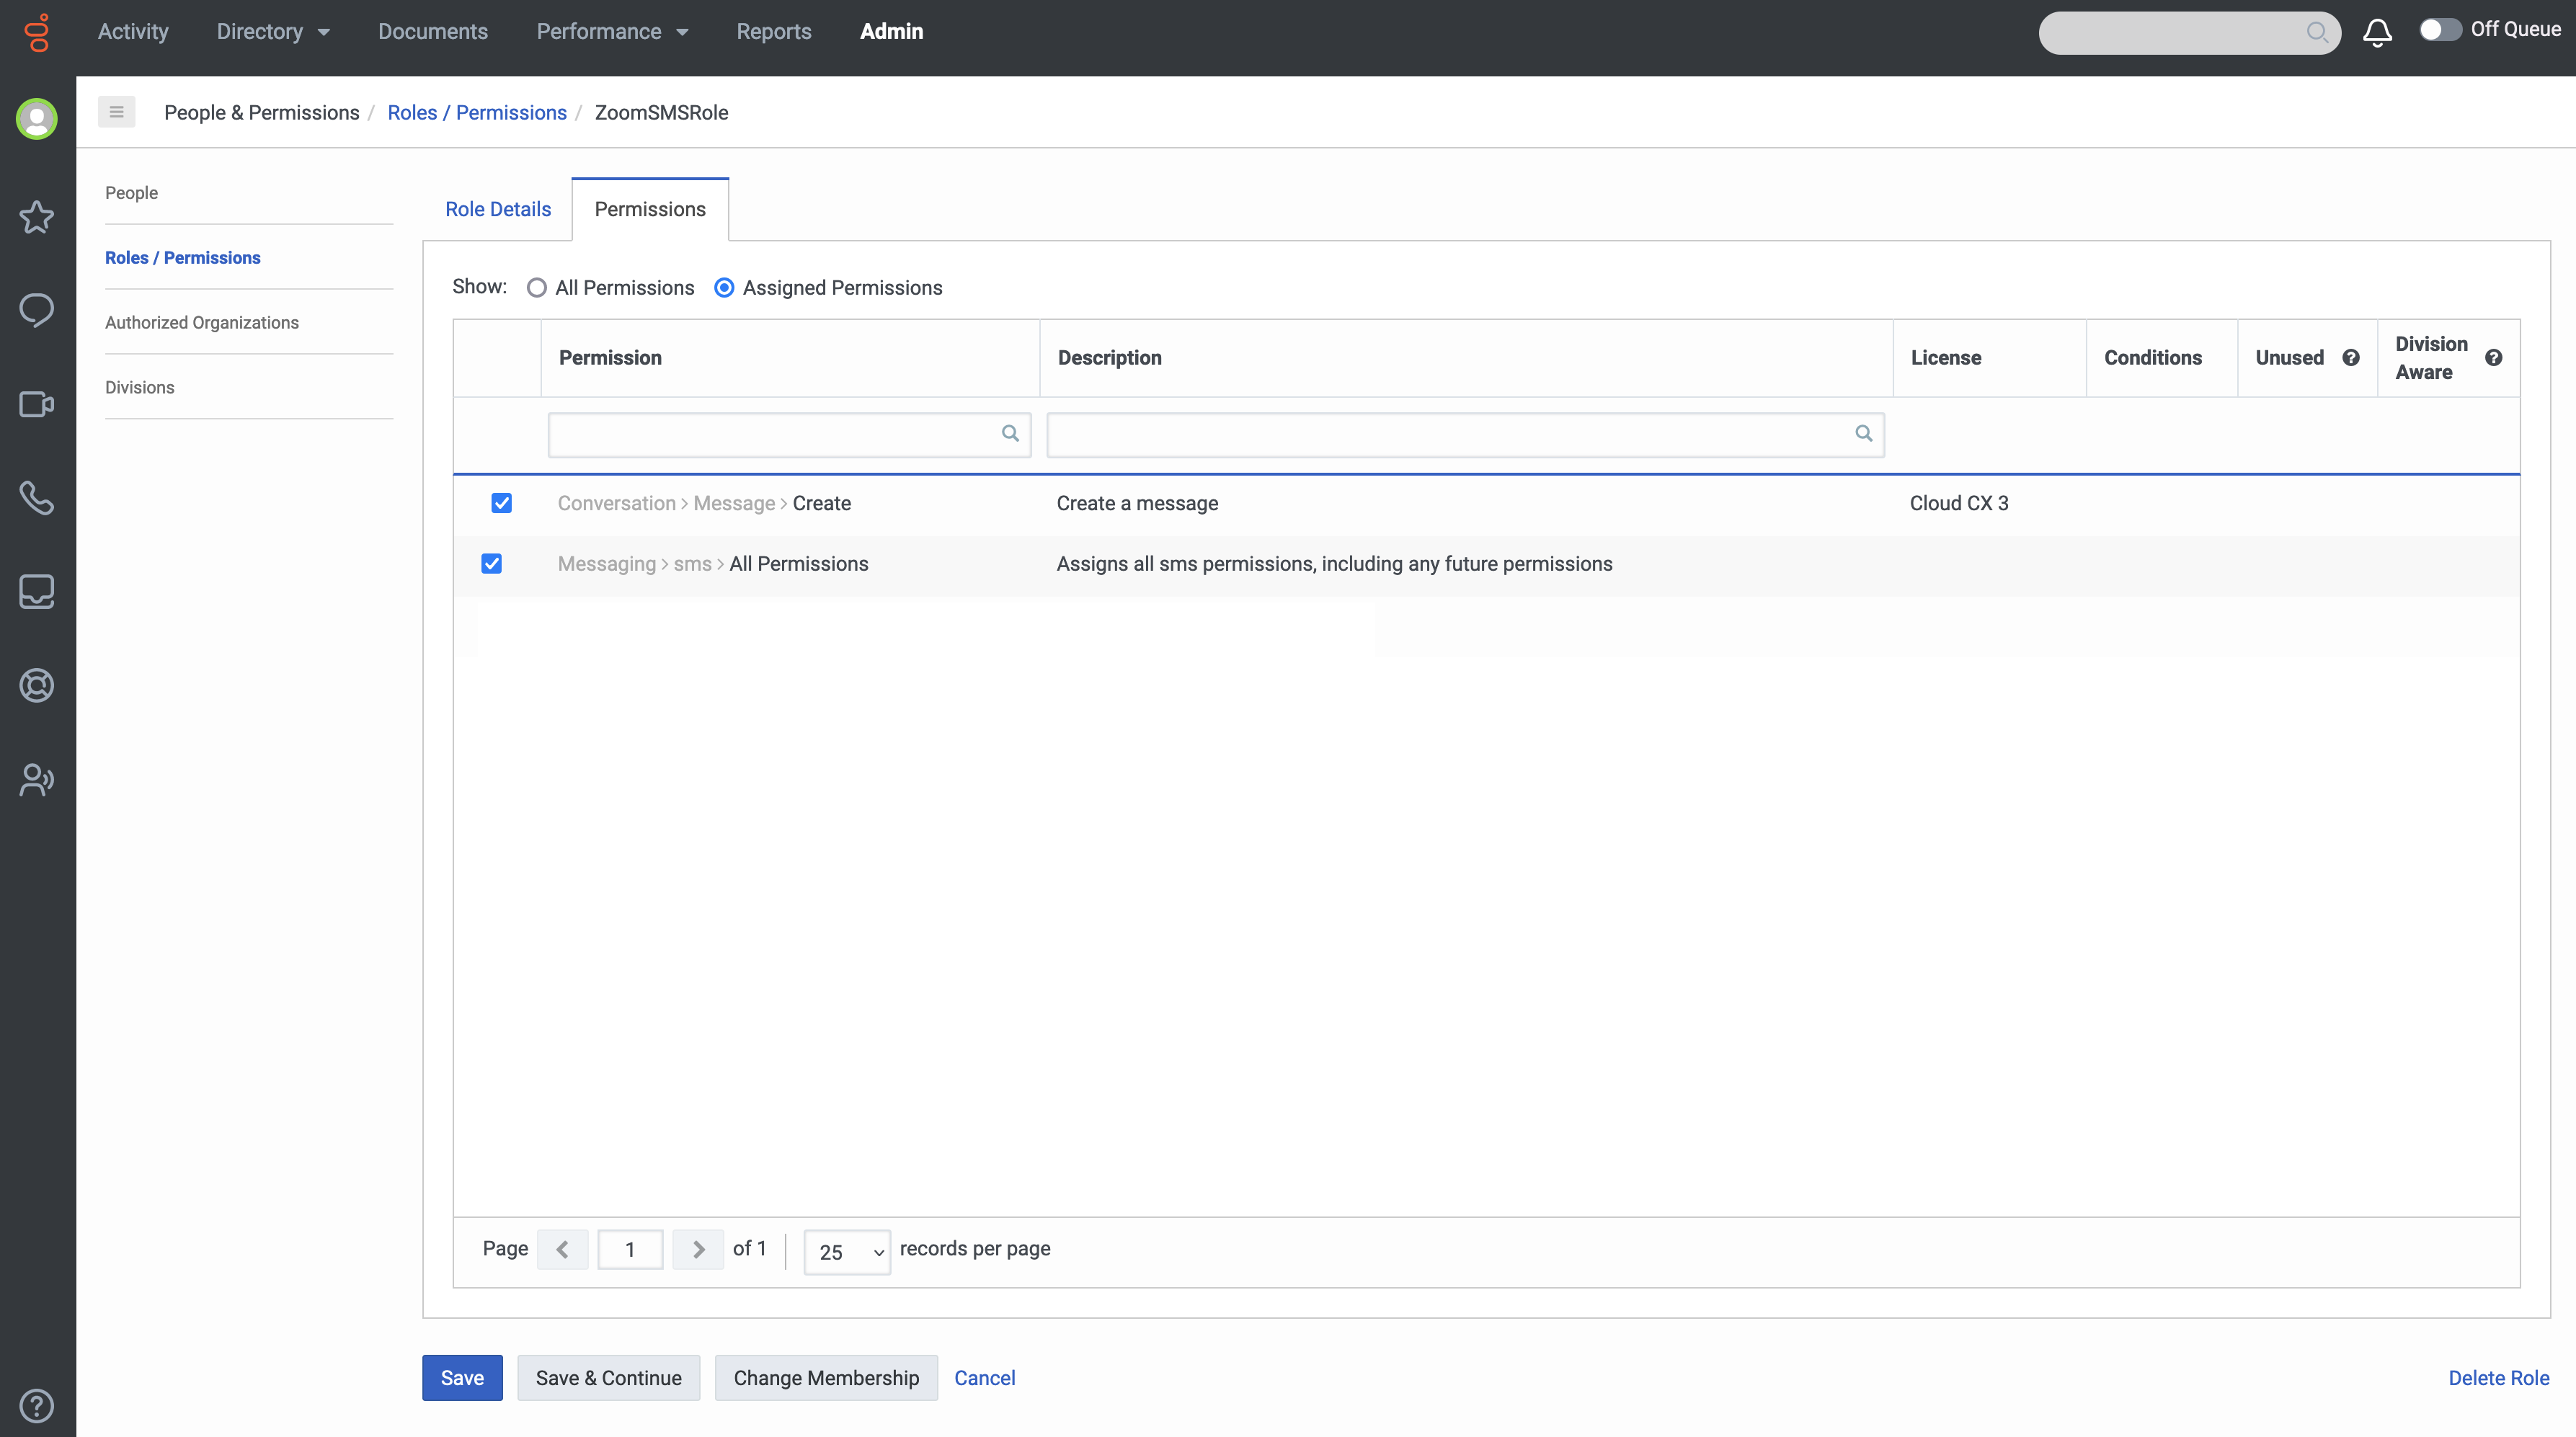 Activity Directory Documents Performance Reports Admin Off Queue
People & Permissions / Roles / Permissions / ZoomSMSRole
People
Roles / Permissions
Authorized Organizations
Divisions
Role Details Permissions
Show: All Permissions Assigned Permissions
Permission Description License Conditions Unused ? Division Aware ?
Conversation > Message > Create Create a message Cloud CX 3
Messaging > sms > All Permissions Assigns all sms permissions, including any future permissions
Page 1 of 1 25 records per page
Save Save & Continue Change Membership Cancel Delete Role